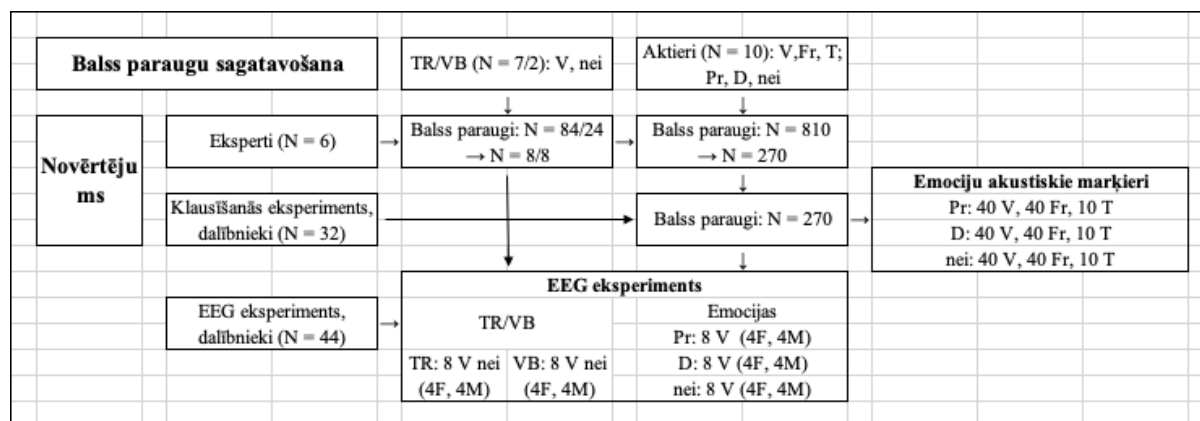 Balss paraugu sagatavošana
TR/VB (N = 7/2): V, nei
Aktieri (N = 10): V,Fr, T;
Pr, D, nei
↓
↓
Novērtēju
ms
Eksperti (N = 6)
→
Balss paraugi: N = 84/24
→ N = 8/8
→
Balss paraugi: N = 810
→ N = 270
↓
Klausīšanās eksperiments,
dalībnieki (N = 32)
Balss paraugi: N = 270
→
Emociju akustiskie marķieri
Pr: 40 V, 40 Fr, 10 T
D: 40 V, 40 Fr, 10 T
nei: 40 V, 40 Fr, 10 T
↓
EEG eksperiments,
dalībnieki (N = 44)
→
EEG eksperiments
TR/VB
TR: 8 V nei
(4F, 4M)
VB: 8 V nei
(4F, 4M)
Emocijas
Pr: 8 V (4F, 4M)
D: 8 V (4F, 4M)
nei: 8 V (4F, 4M)